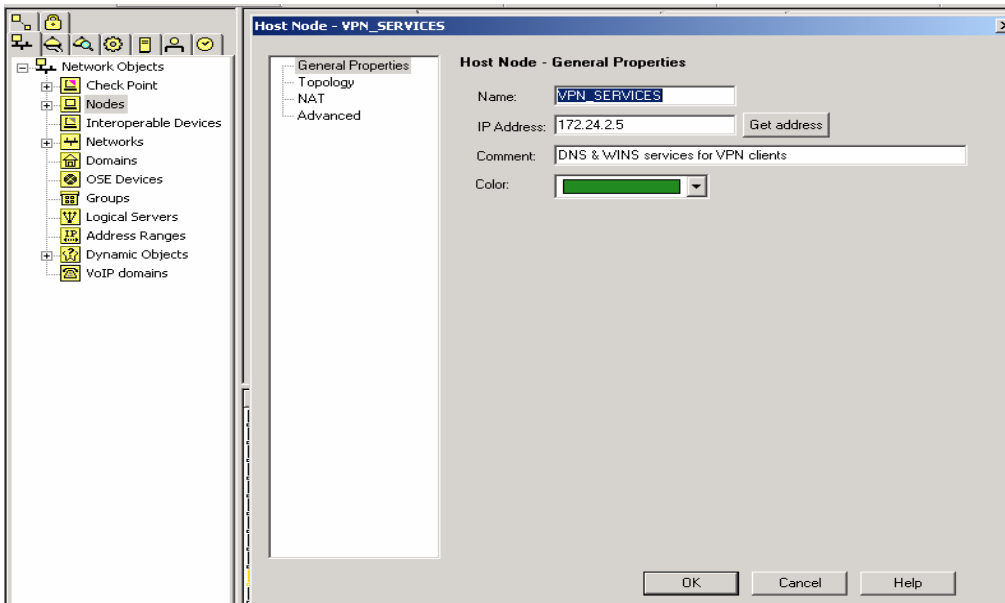 Network Objects
Check Point
Nodes
Interoperable Devices
Networks
Domains
OSE Devices
Groups
Logical Servers
Address Ranges
Dynamic Objects
VoIP domains
Host Node - VPN_SERVICES
General Properties
Topology
NAT
Advanced
Host Node - General Properties
Name: VPN_SERVICES
IP Address: 172.24.2.5 Get address
Comment: DNS & WINS services for VPN clients
Color:
OK Cancel Help